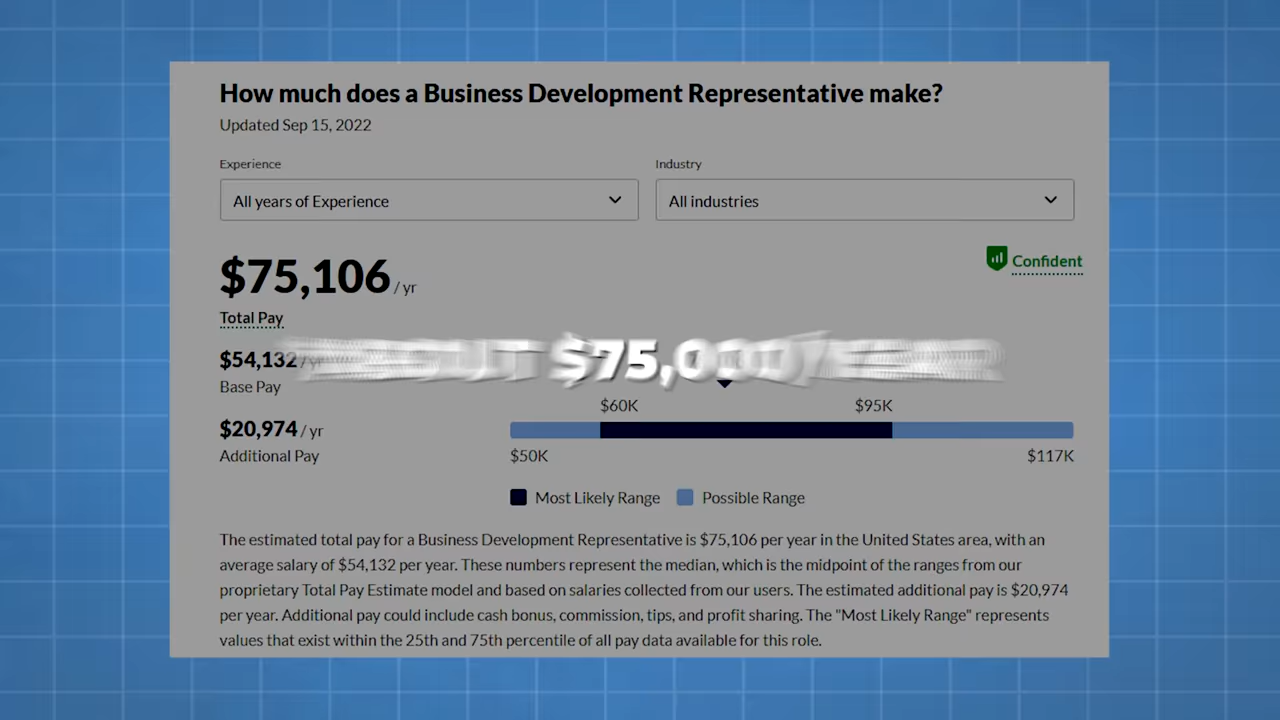 How much does a Business Development Representative make?
Updated Sep 15, 2022
Experience
Industry
All years of Experience
All industries
$75,106 / yr
Confident
Total Pay
$54,132 / yr
$75,000/
Base Pay
$60K
$95K
$20,974 / yr
Additional Pay
$50K
$117K
Most Likely Range
Possible Range
The estimated total pay for a Business Development Representative is $75,106 per year in the United States area, with an
average salary of $54,132 per year. These numbers represent the median, which is the midpoint of the ranges from our
proprietary Total Pay Estimate model and based on salaries collected from our users. The estimated additional pay is $20,974
per year. Additional pay could include cash bonus, commission, tips, and profit sharing. The "Most Likely Range" represents
values that exist within the 25th and 75th percentile of all pay data available for this role.